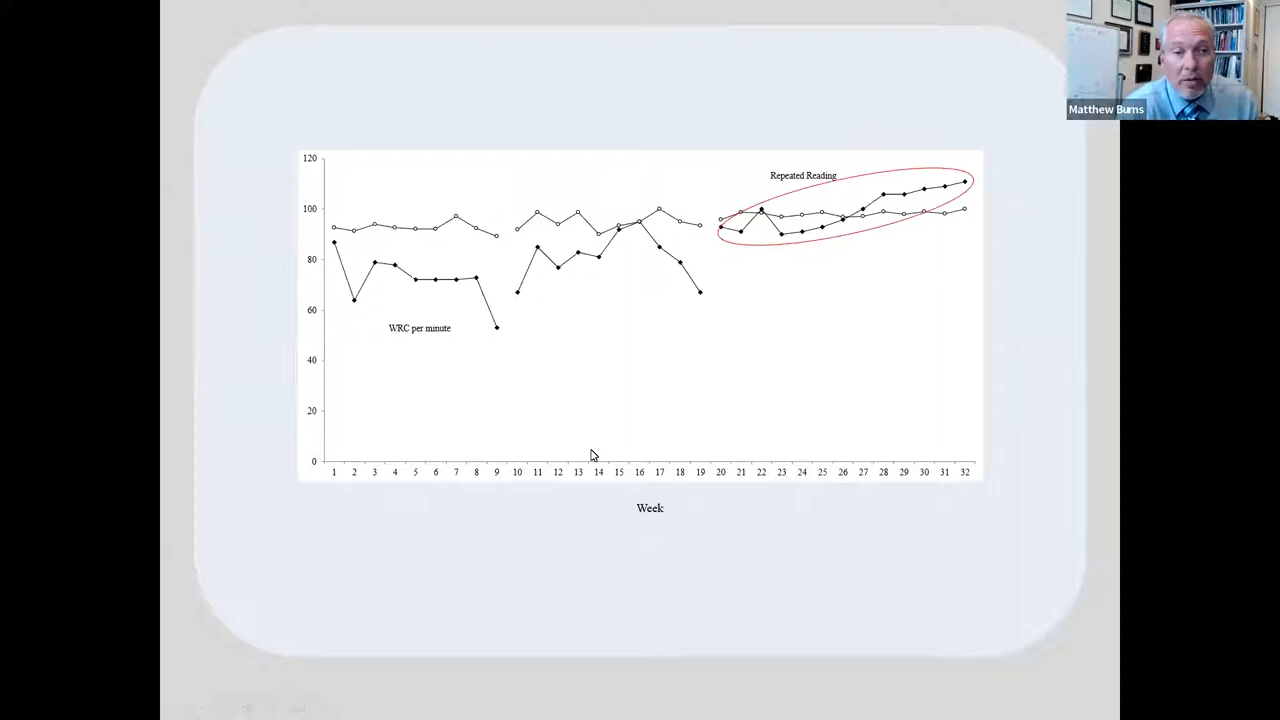 Matthew Burns
120
Repeated Reading
100
80
60
WRC per minute
40
20
0
1 2 3 4 5 6 7 8 9 10 11 12 13 14 15 16 17 18 19 20 21 22 23 24 25 26 27 28 29 30 31 32
Week